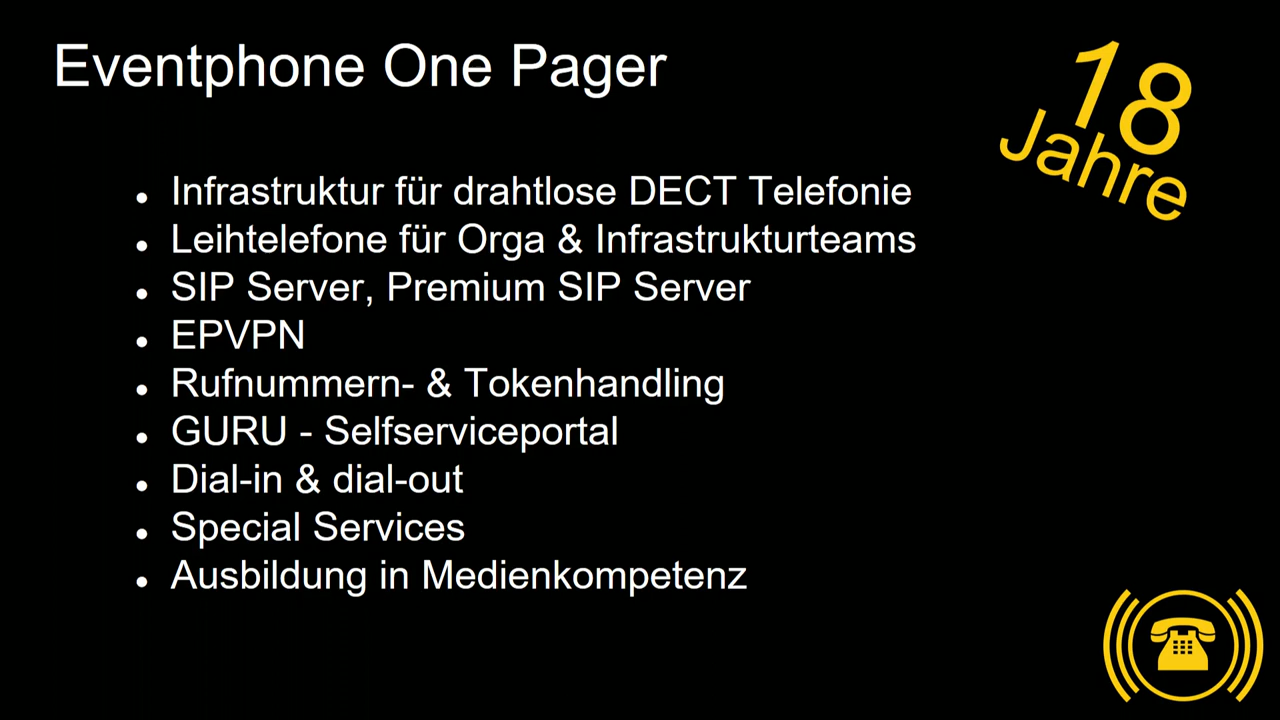 Eventphone One Pager
18
Jahre
• Infrastruktur für drahtlose DECT Telefonie
• Leihtelefone für Orga & Infrastrukturteams
• SIP Server, Premium SIP Server
• EPVPN
• Rufnummern- & Tokenhandling
• GURU - Selfserviceportal
• Dial-in & dial-out
• Special Services
• Ausbildung in Medienkompetenz